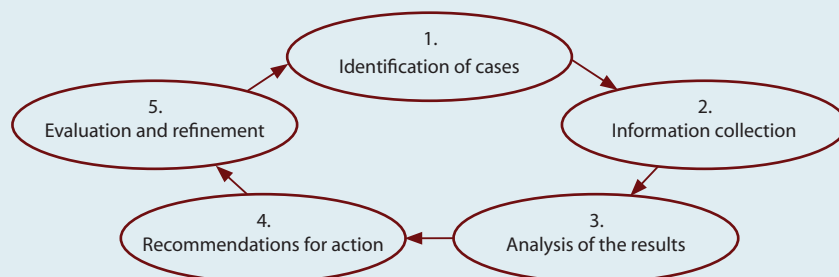 1.
Identification of cases
2.
Information collection
3.
Analysis of the results
4.
Recommendations for action
5.
Evaluation and refinement